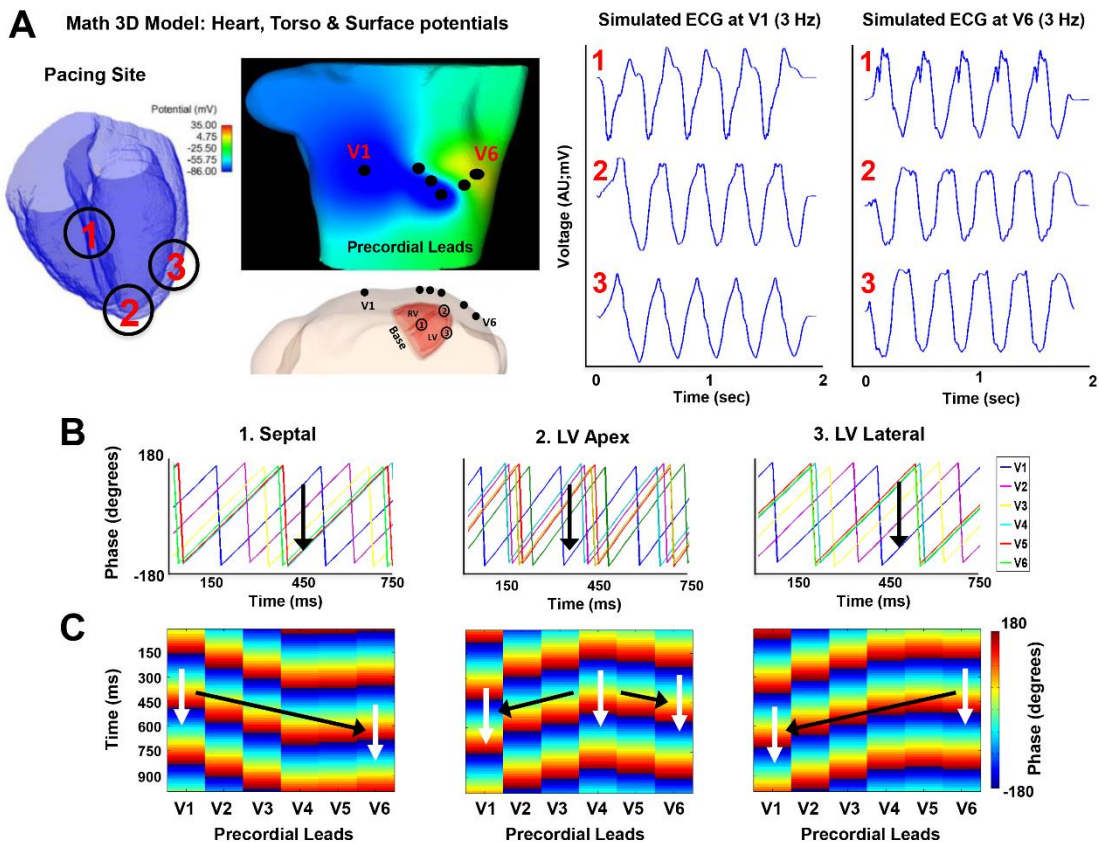 A
Math 3D Model: Heart, Torso & Surface potentials
Pacing Site
Potential (mV)
35.00
4.75
-25.50
-55.75
-86.00
1
2
3
V1
V6
Precordial Leads
V1
V6
RV
LV
Base
1
2
3
Simulated ECG at V1 (3 Hz)
Voltage (AU;mV)
1
2
3
0 1 2
Time (sec)
Simulated ECG at V6 (3 Hz)
1
2
3
0 1 2
Time (sec)
B
1. Septal
180
Phase (degrees)
-180
150 450 750
Time (ms)
2. LV Apex
150 450 750
Time (ms)
3. LV Lateral
150 450 750
Time (ms)
V1
V2
V3
V4
V5
V6
C
Time (ms)
150
300
450
600
750
900
V1 V2 V3 V4 V5 V6
Precordial Leads
V1 V2 V3 V4 V5 V6
Precordial Leads
V1 V2 V3 V4 V5 V6
Precordial Leads
180
Phase (degrees)
-180